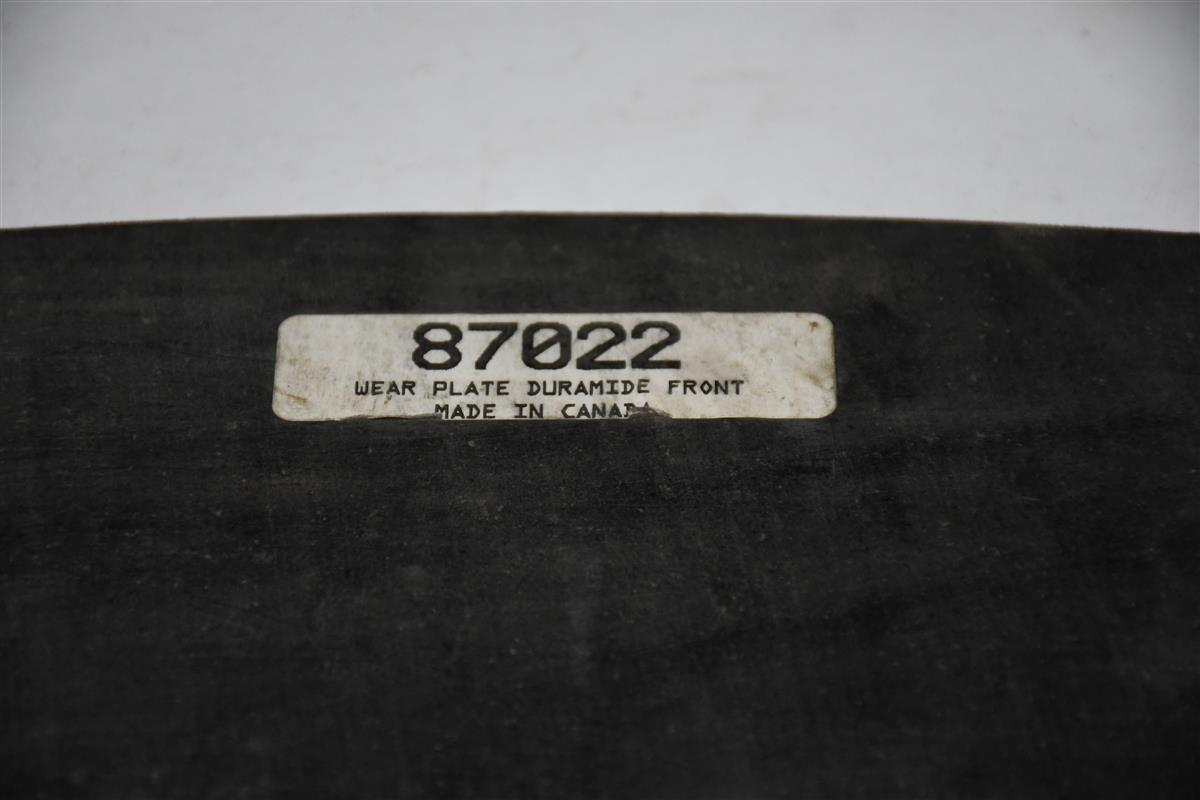 87022
WEAR PLATE DURAMIDE FRONT
MADE IN CANADA